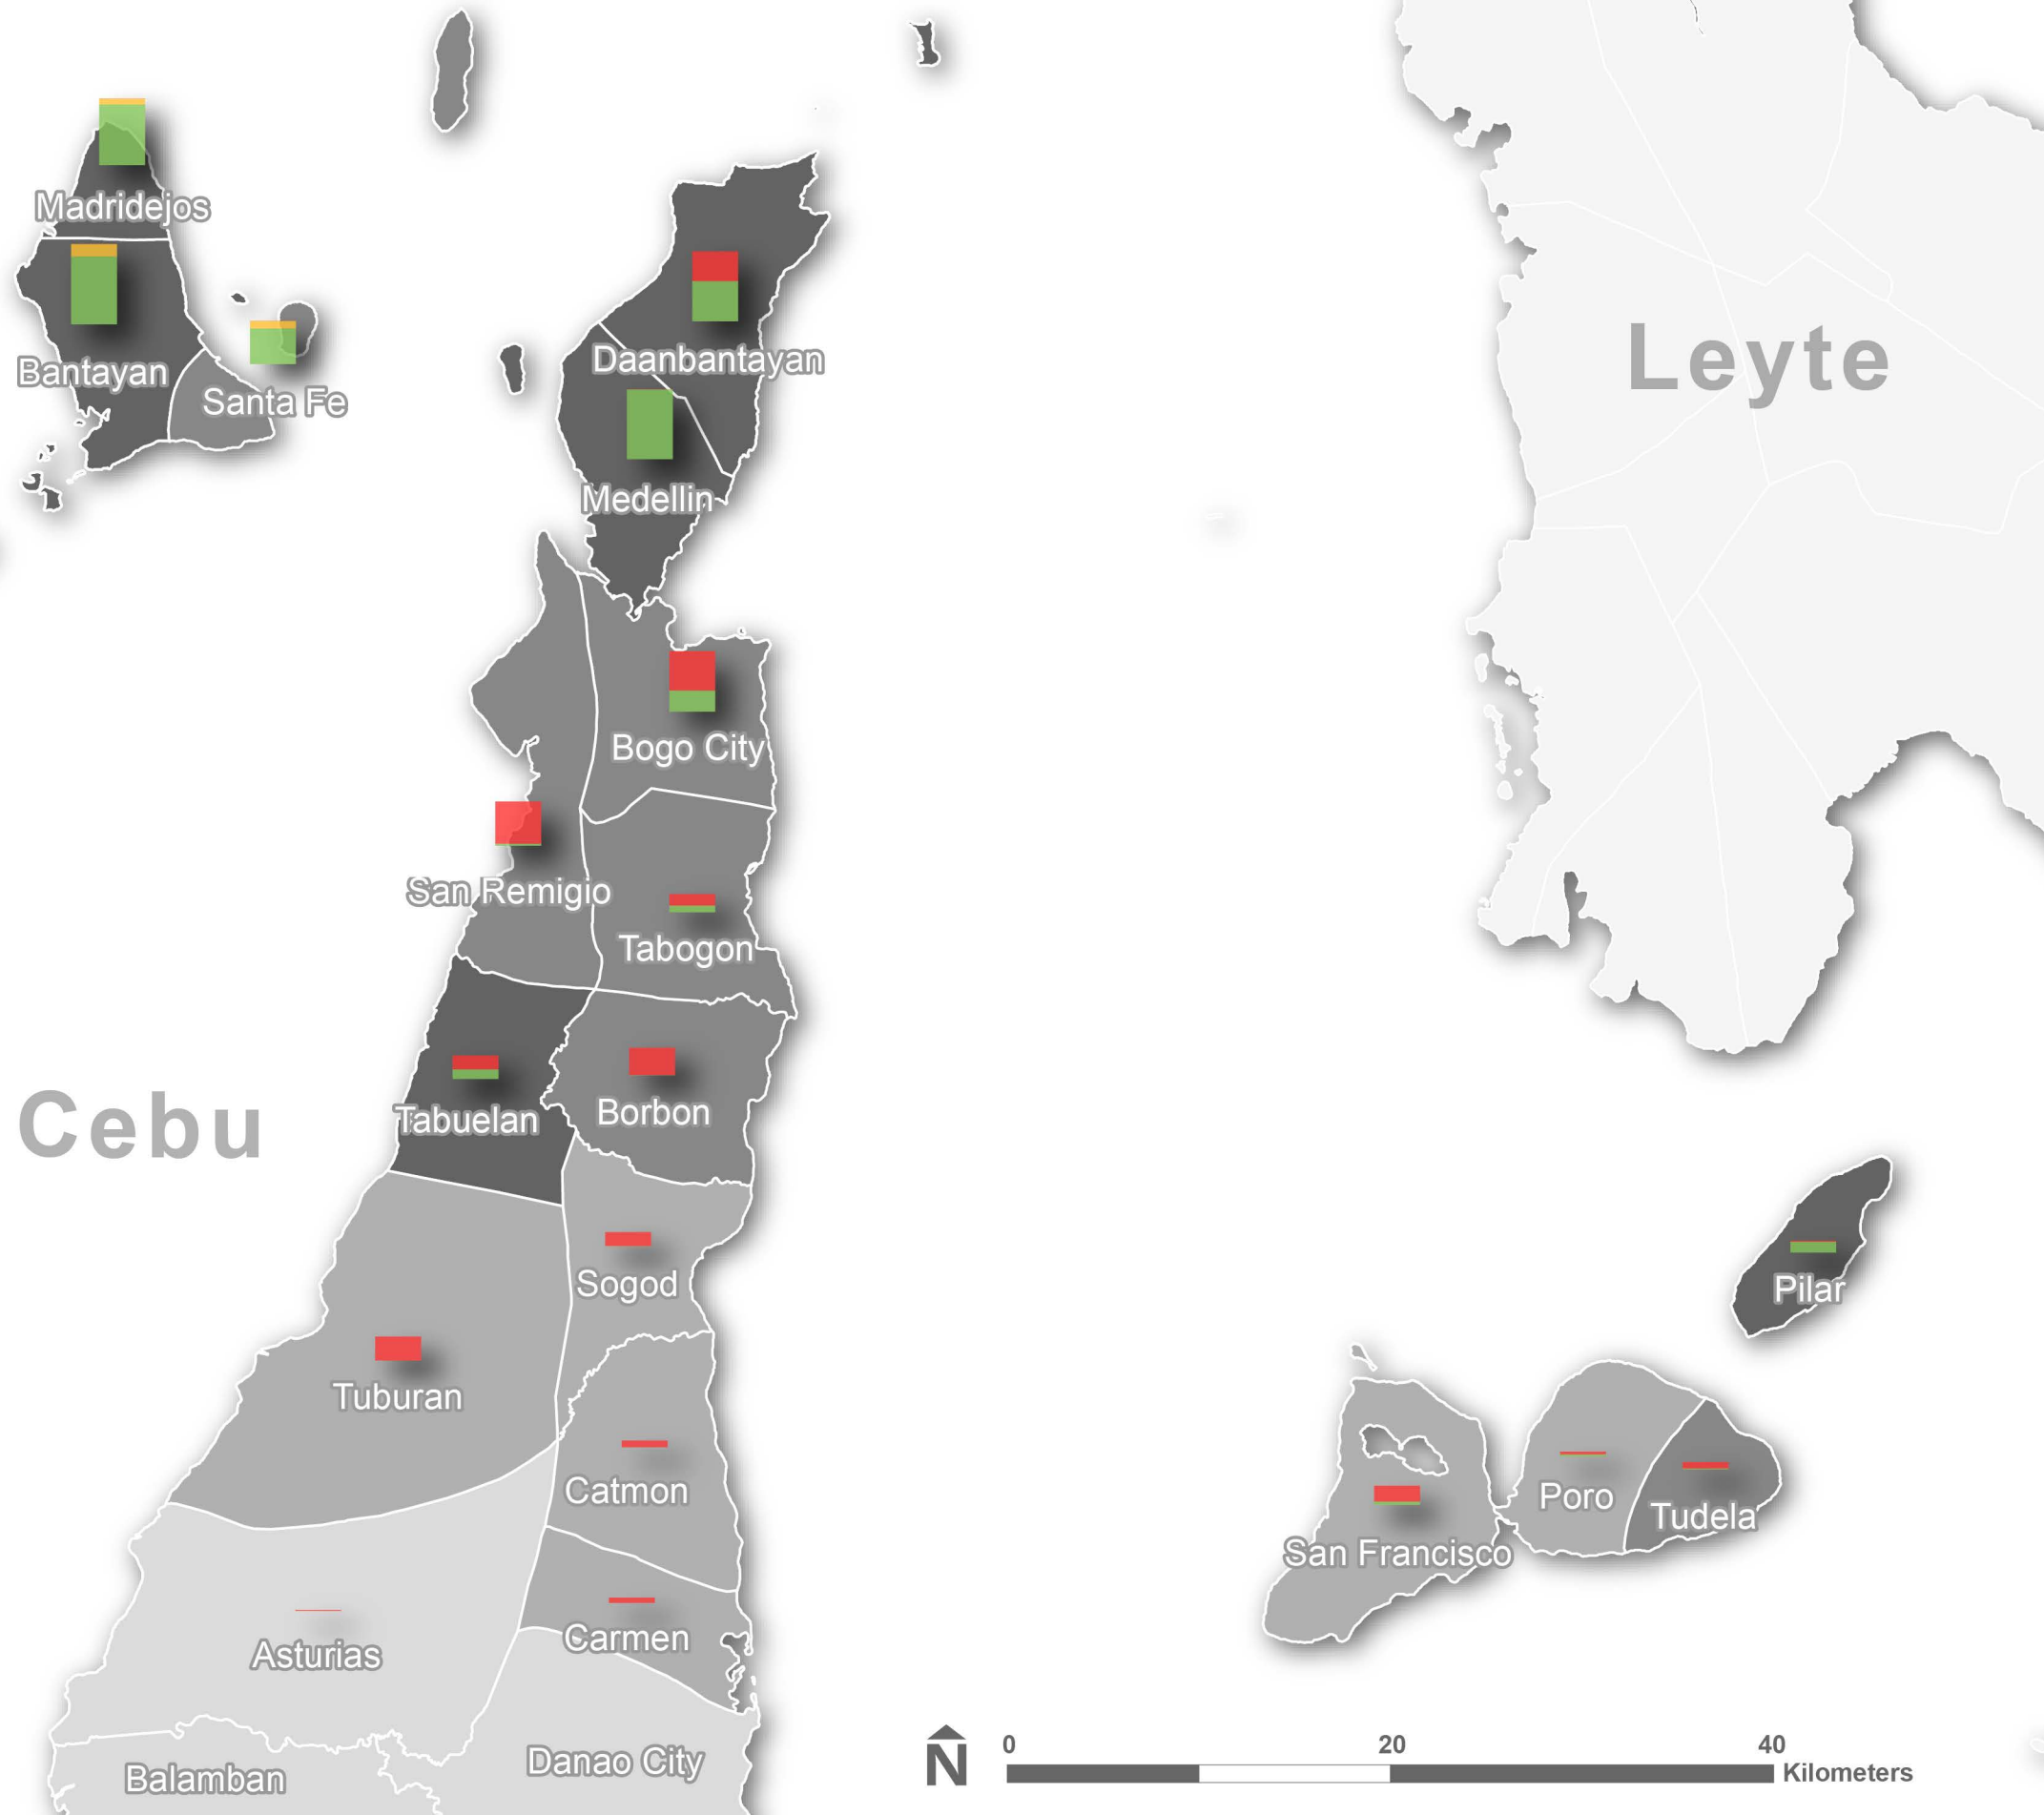 Madridejos
Bantayan
Santa Fe
Daanbantayan
Medellin
Leyte
Bogo City
San Remigio
Tabogon
Cebu
Tabuelan
Borbon
Sogod
Pilar
Tuburan
Catmon
Poro
Tudela
San Francisco
Carmen
Asturias
Danao City
Balamban
N
0 20 40
Kilometers